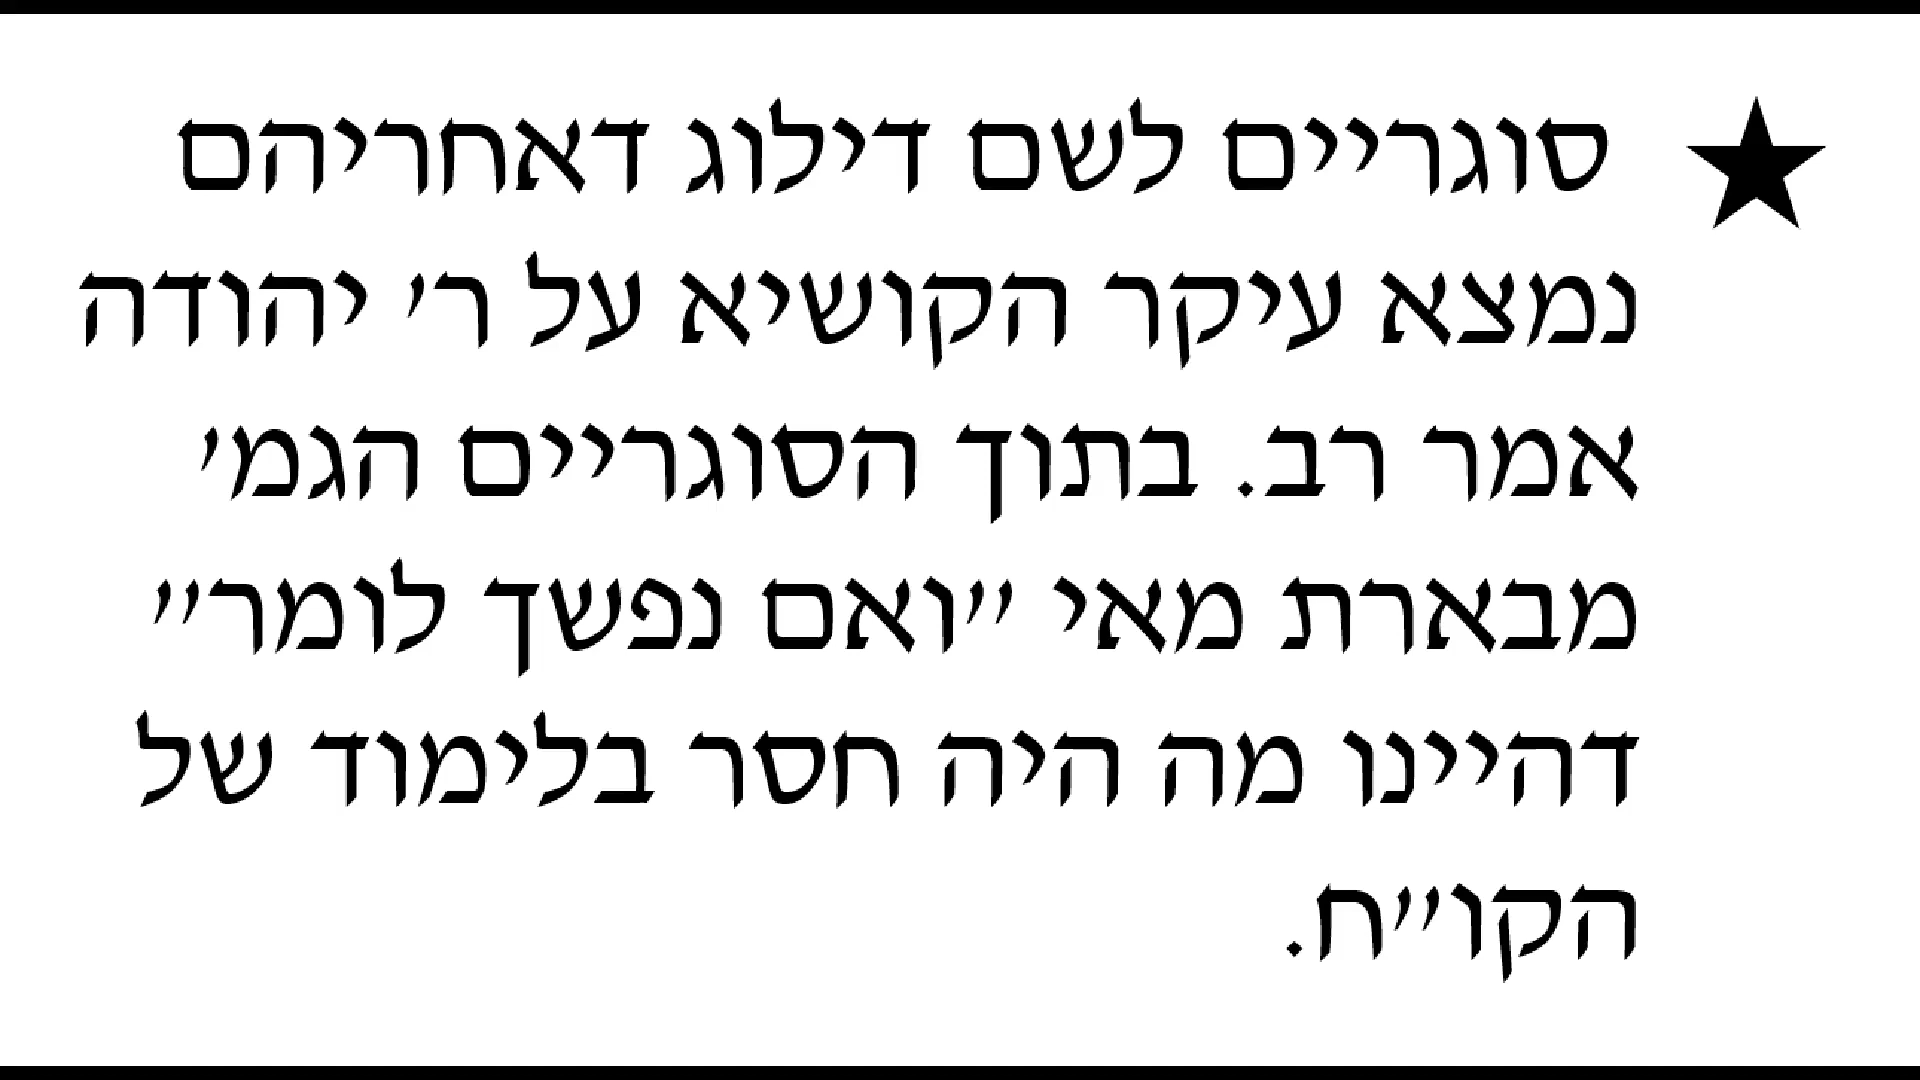 ★ סוגריים לשם דילוג דאחריהם
נמצא עיקר הקושיא על ר׳ יהודה
אמר רב. בתוך הסוגריים הגמ׳
מבארת מאי ״ואם נפשך לומר״
דהיינו מה היה חסר בלימוד של
הקו״ח.